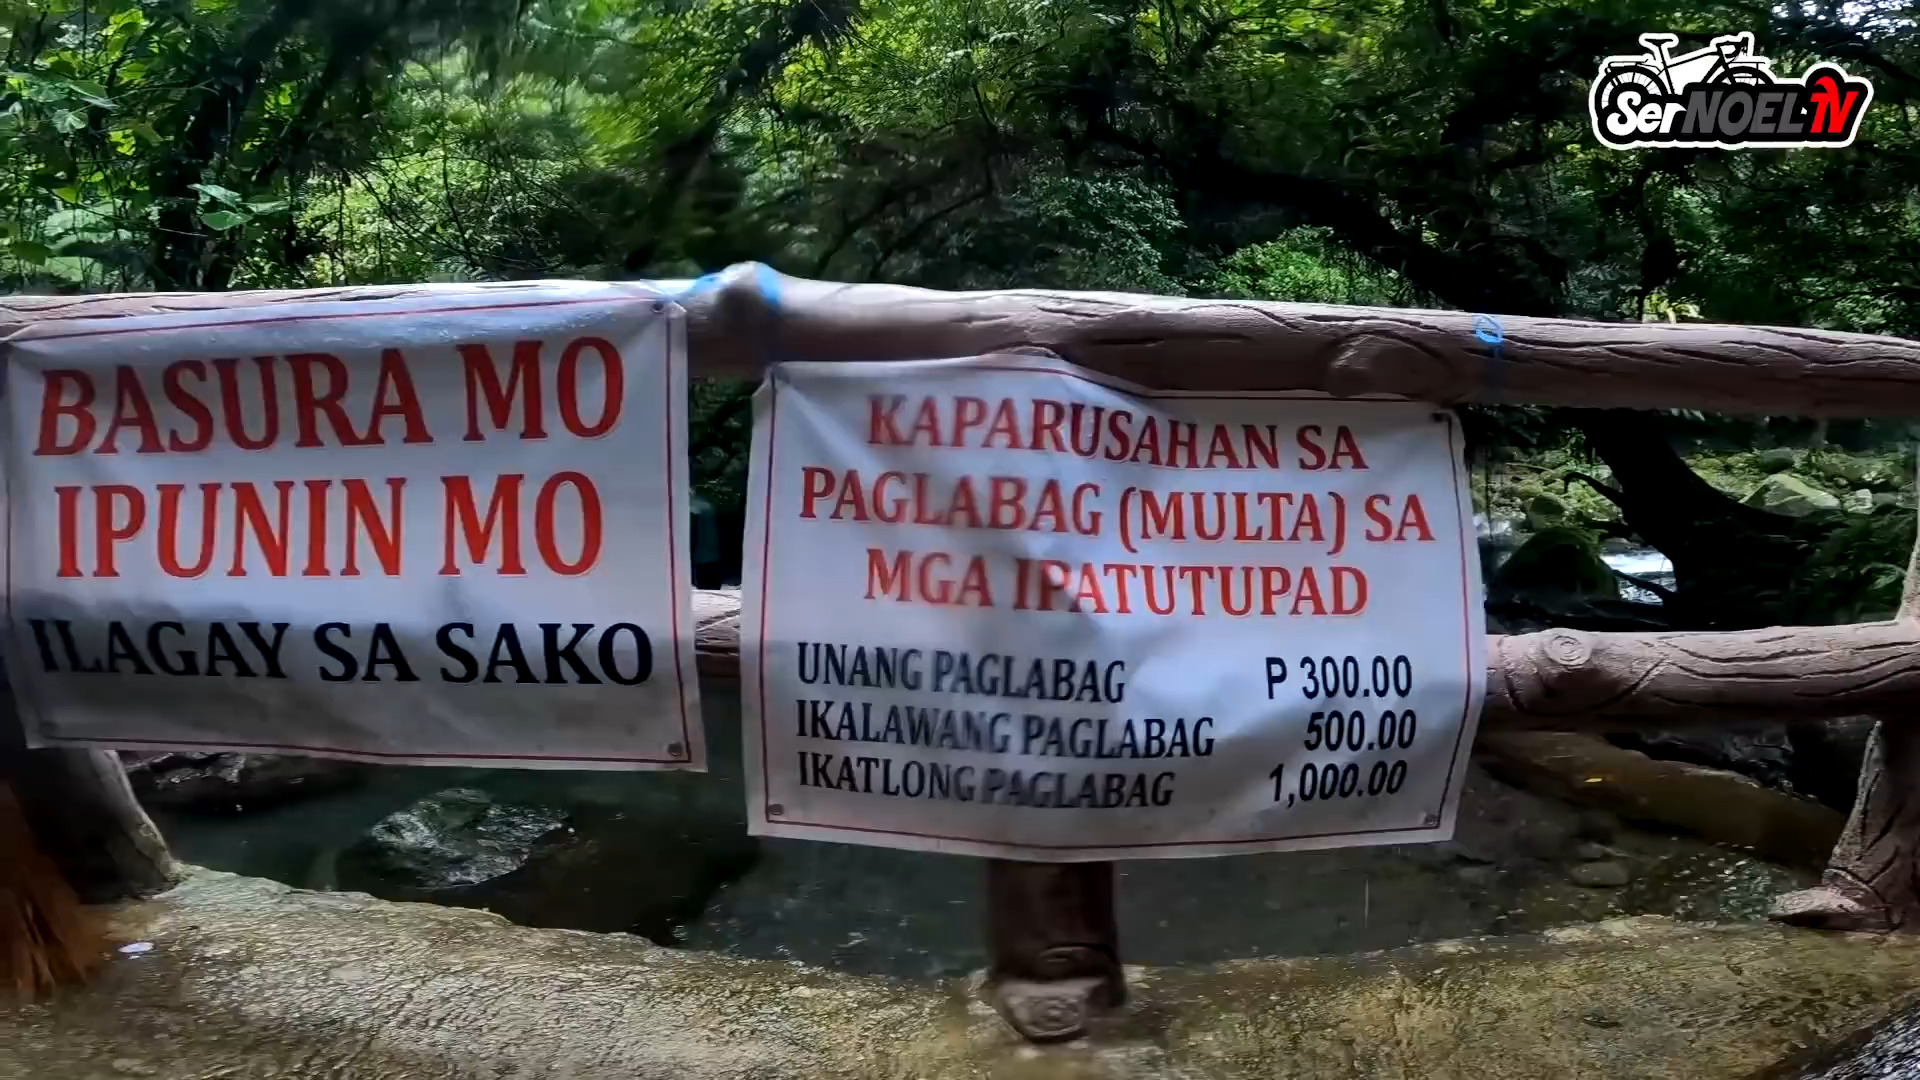 SerNOEL TV
BASURA MO
IPUNIN MO
ILAGAY SA SAKO
KAPARUSAHAN SA
PAGLABAG (MULTA) SA
MGA IPATUTUPAD
UNANG PAGLABAG P 300.00
IKALAWANG PAGLABAG 500.00
IKATLONG PAGLABAG 1,000.00